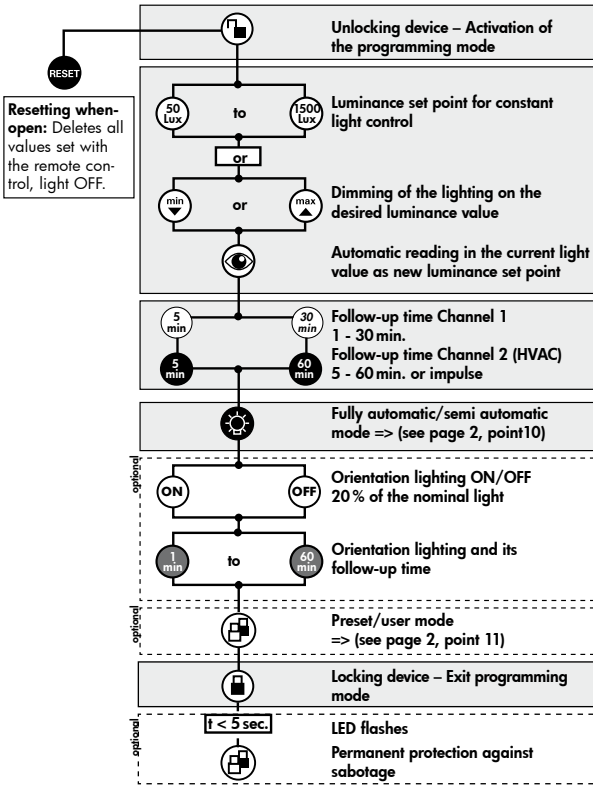 Unlocking device – Activation of
the programming mode
RESET
Resetting when-
open: Deletes all
values set with
the remote con-
trol, light OFF.
50
Lux
to
1500
Lux
Luminance set point for constant
light control
or
min
or
max
Dimming of the lighting on the
desired luminance value
Automatic reading in the current light
value as new luminance set point
5
min
30
min
Follow-up time Channel 1
1 - 30 min.
5
min
60
min
Follow-up time Channel 2 (HVAC)
5 - 60 min. or impulse
Fully automatic/semi automatic
mode => (see page 2, point10)
optional
ON
OFF
Orientation lighting ON/OFF
20 % of the nominal light
1
min
to
60
min
Orientation lighting and its
follow-up time
optional
Preset/user mode
=> (see page 2, point 11)
Locking device – Exit programming
mode
optional
t < 5 sec.
LED flashes
Permanent protection against
sabotage